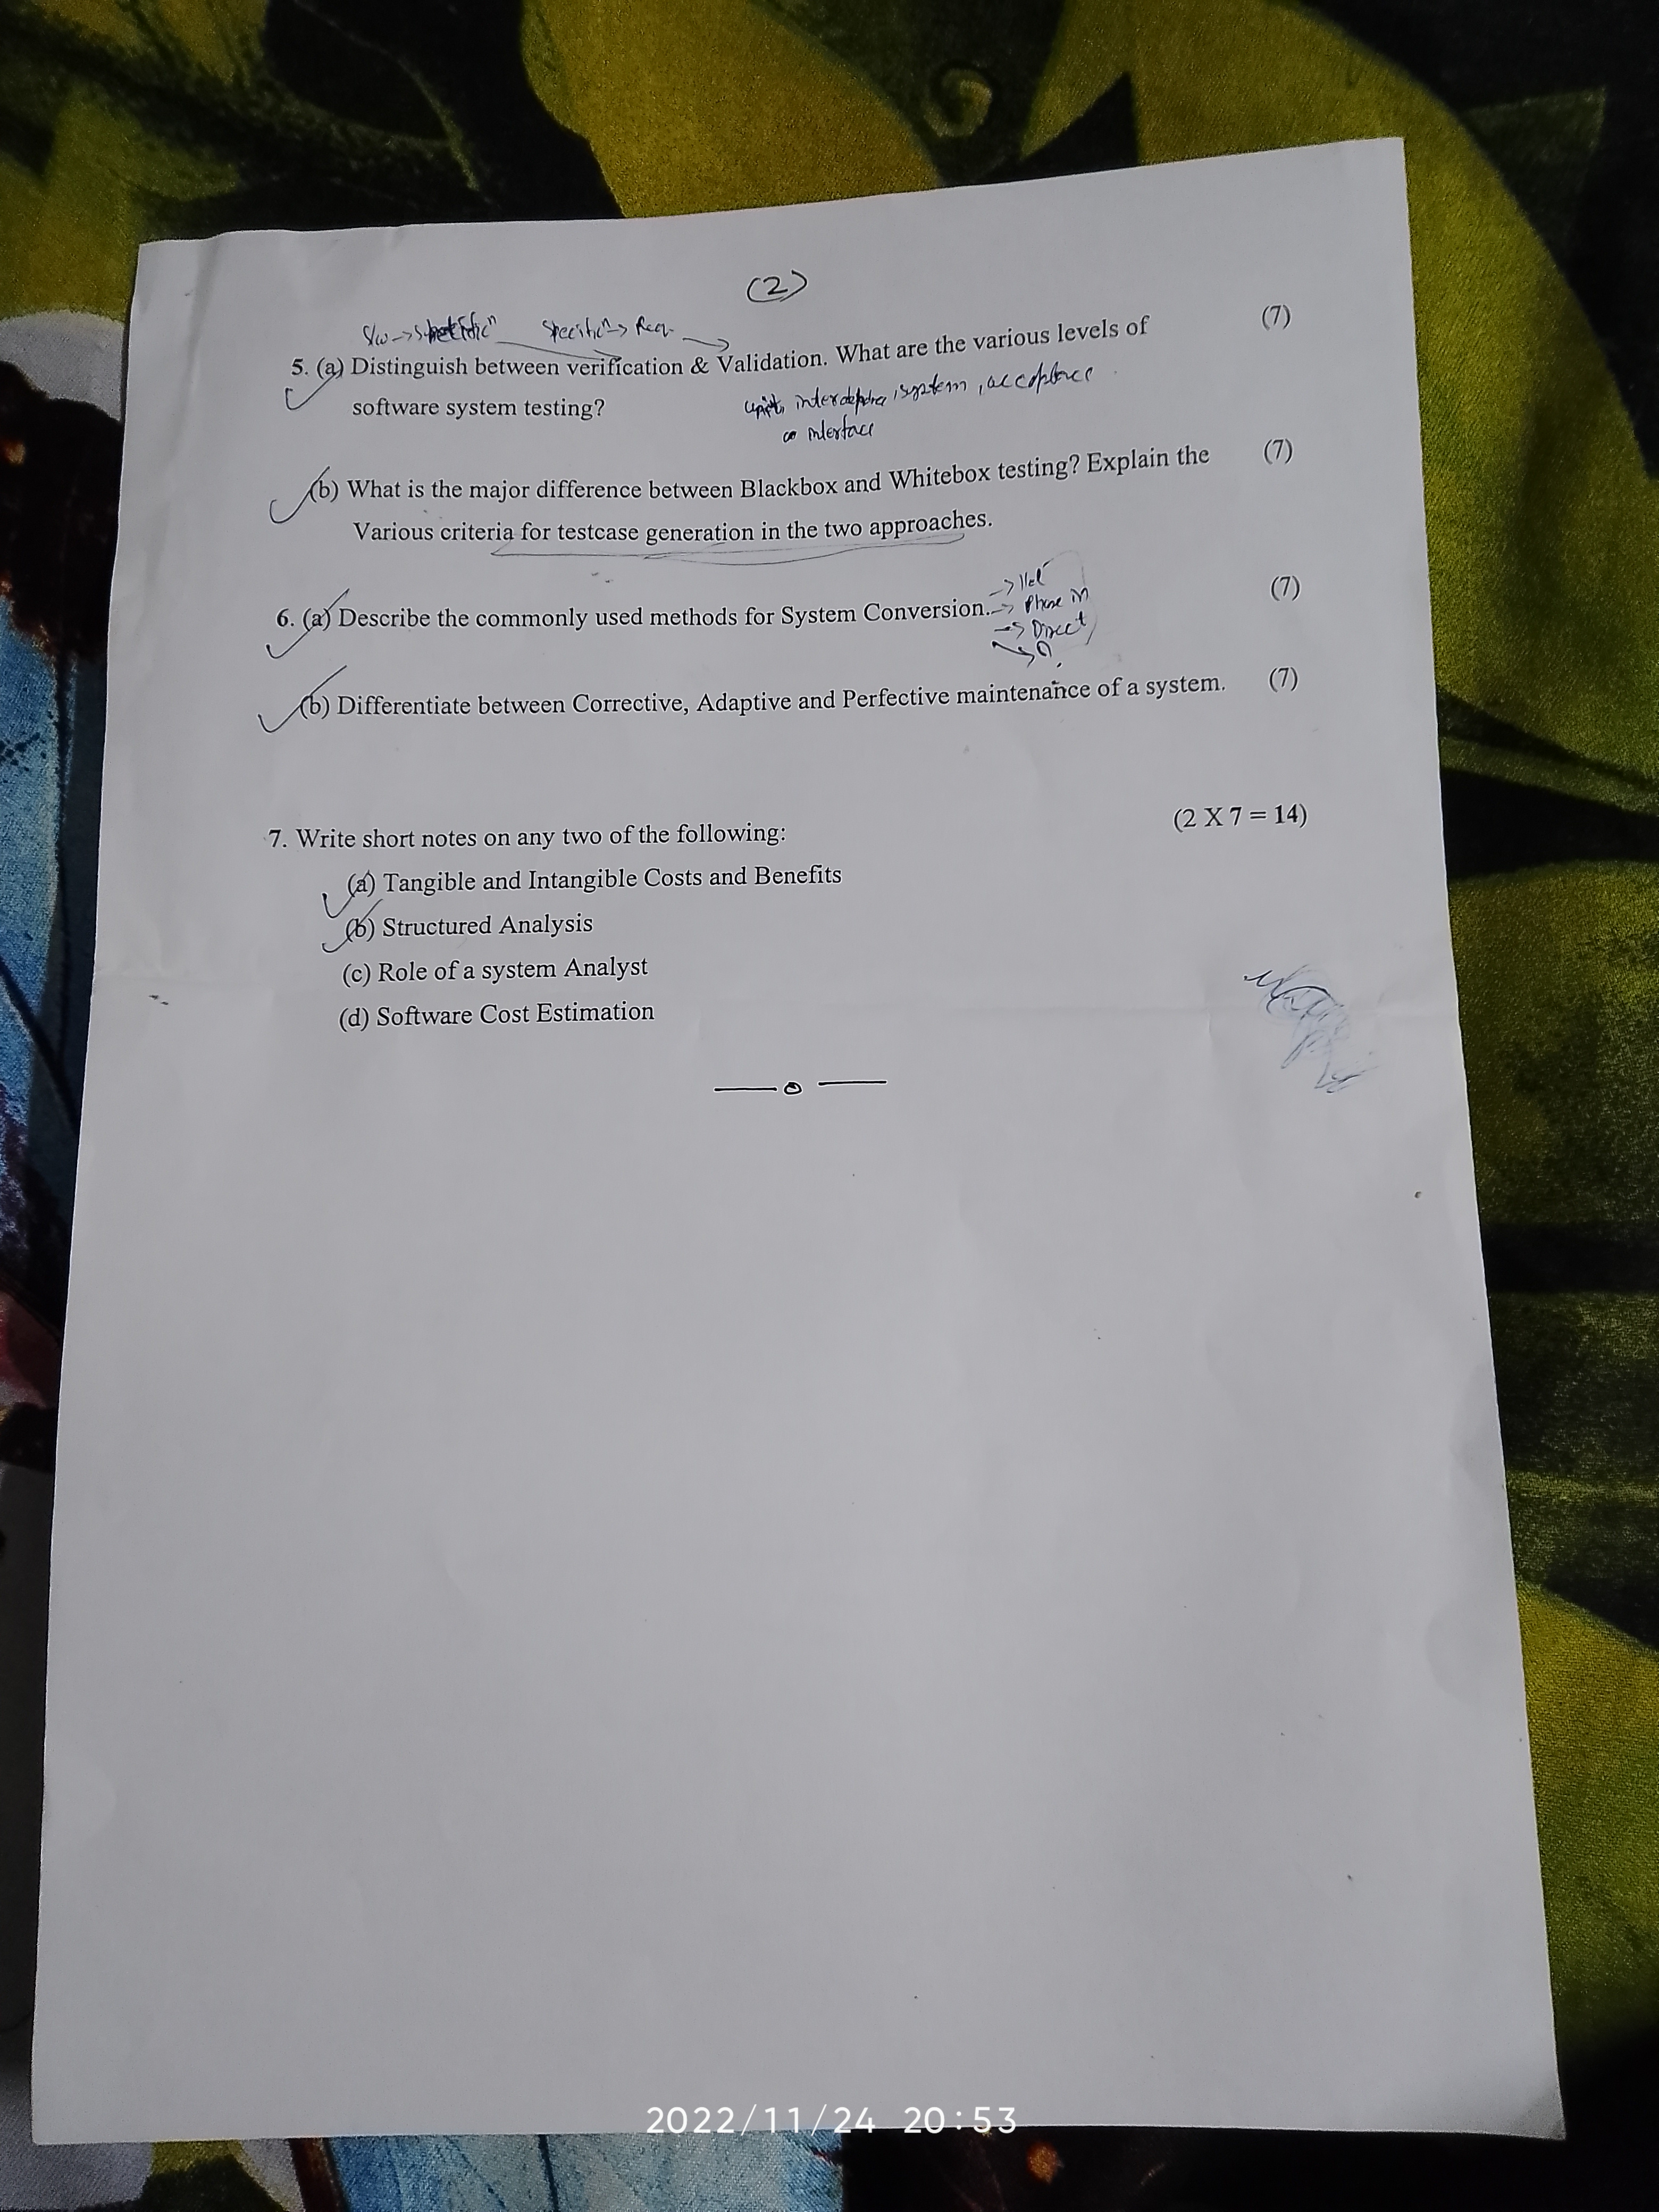 (2)
S/w -> Specific^n Specific^n -> Req.
5. (a) Distinguish between verification & Validation. What are the various levels of (7)
software system testing?
unit, system, acceptance
or interface
(b) What is the major difference between Blackbox and Whitebox testing? Explain the (7)
Various criteria for testcase generation in the two approaches.
-> ||el
6. (a) Describe the commonly used methods for System Conversion. -> Phase in (7)
-> Direct
(b) Differentiate between Corrective, Adaptive and Perfective maintenance of a system. (7)
7. Write short notes on any two of the following: (2 X 7 = 14)
(a) Tangible and Intangible Costs and Benefits
(b) Structured Analysis
(c) Role of a system Analyst
(d) Software Cost Estimation
2022/11/24 20:53